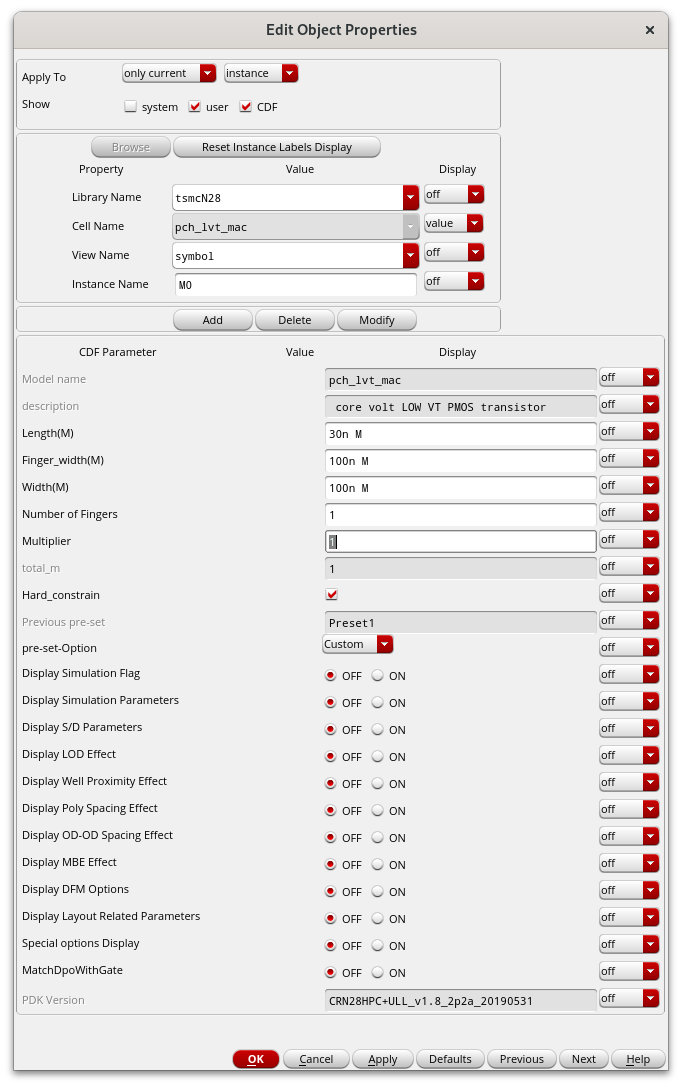 Edit Object Properties
Apply To only current instance
Show system user CDF
Browse Reset Instance Labels Display
Property Value Display
Library Name tsmcN28 off
Cell Name pch_lvt_mac value
View Name symbol off
Instance Name M0 off
Add Delete Modify
CDF Parameter Value Display
Model name pch_lvt_mac off
description core volt LOW VT PMOS transistor off
Length(M) 30n M off
Finger_width(M) 100n M off
Width(M) 100n M off
Number of Fingers 1 off
Multiplier 1 off
total_m 1 off
Hard_constrain off
Previous pre-set Preset1 off
pre-set-Option Custom off
Display Simulation Flag OFF ON off
Display Simulation Parameters OFF ON off
Display S/D Parameters OFF ON off
Display LOD Effect OFF ON off
Display Well Proximity Effect OFF ON off
Display Poly Spacing Effect OFF ON off
Display OD-OD Spacing Effect OFF ON off
Display MBE Effect OFF ON off
Display DFM Options OFF ON off
Display Layout Related Parameters OFF ON off
Special options Display OFF ON off
MatchDpoWithGate OFF ON off
PDK Version CRN28HPC+ULL_v1.8_2p2a_20190531 off
OK Cancel Apply Defaults Previous Next Help